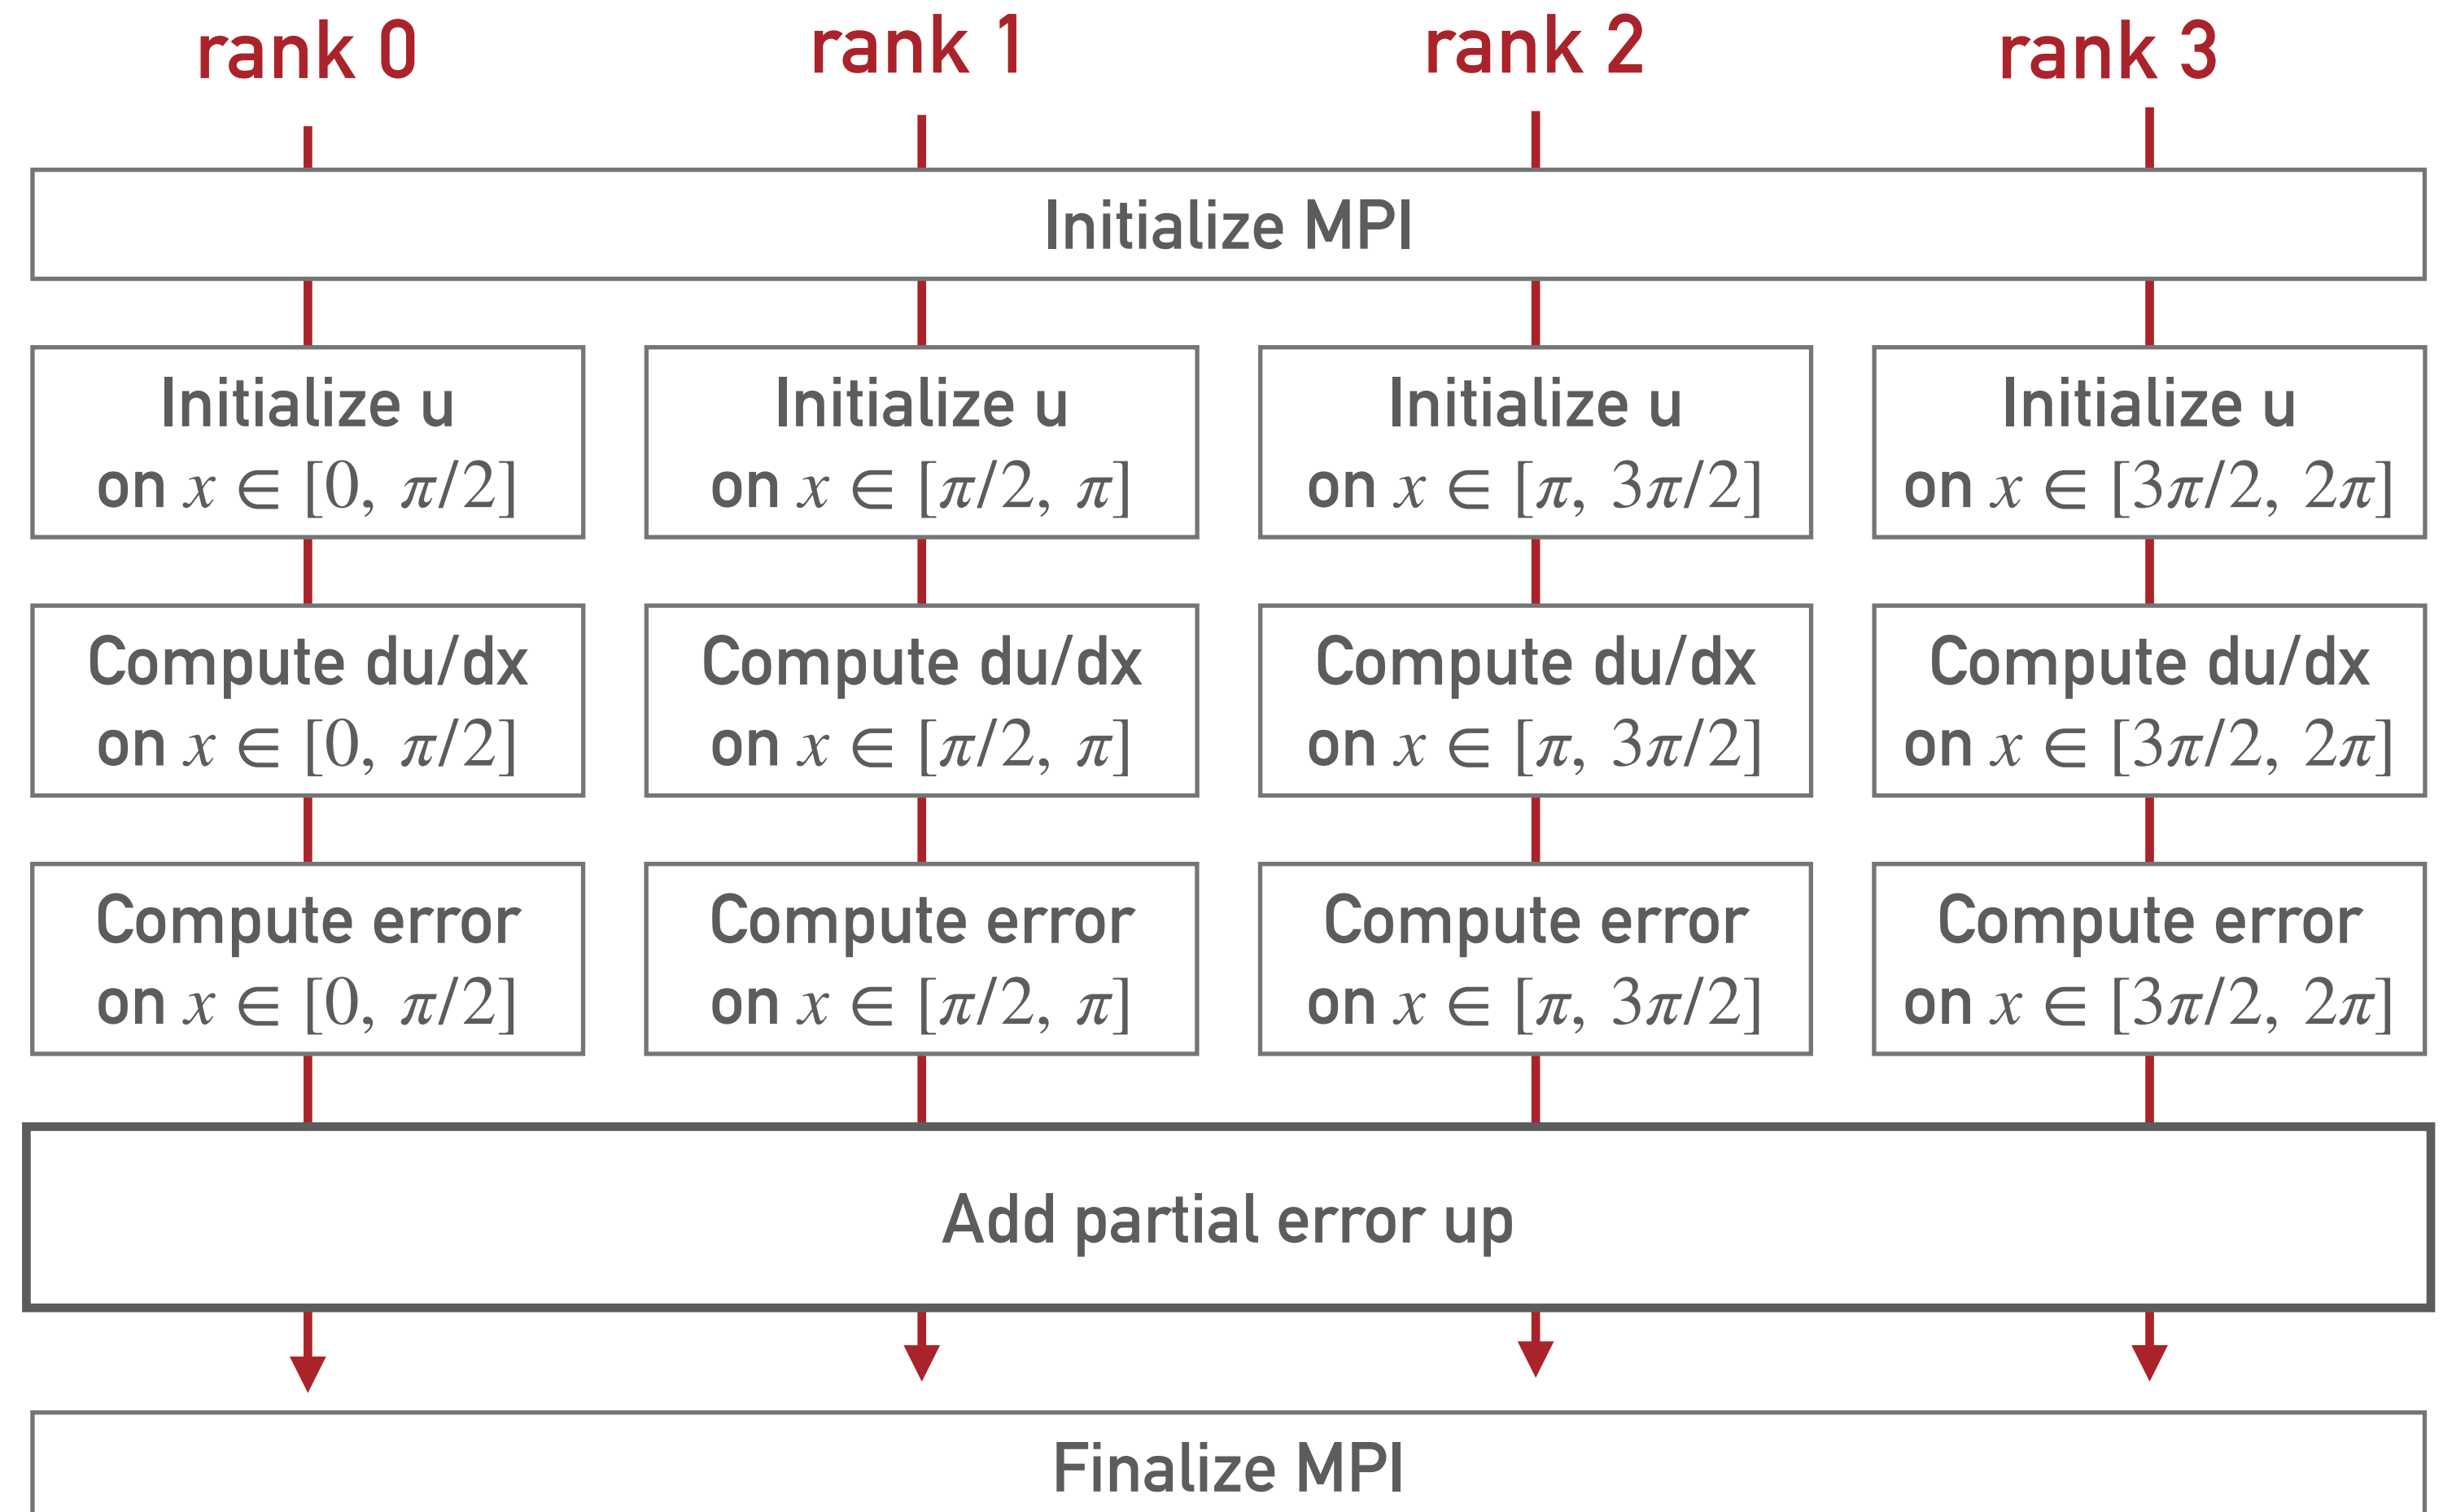 rank 0
rank 1
rank 2
rank 3
Initialize MPI
Initialize u
on x ∈ [0, π/2]
Initialize u
on x ∈ [π/2, π]
Initialize u
on x ∈ [π, 3π/2]
Initialize u
on x ∈ [3π/2, 2π]
Compute du/dx
on x ∈ [0, π/2]
Compute du/dx
on x ∈ [π/2, π]
Compute du/dx
on x ∈ [π, 3π/2]
Compute du/dx
on x ∈ [3π/2, 2π]
Compute error
on x ∈ [0, π/2]
Compute error
on x ∈ [π/2, π]
Compute error
on x ∈ [π, 3π/2]
Compute error
on x ∈ [3π/2, 2π]
Add partial error up
Finalize MPI